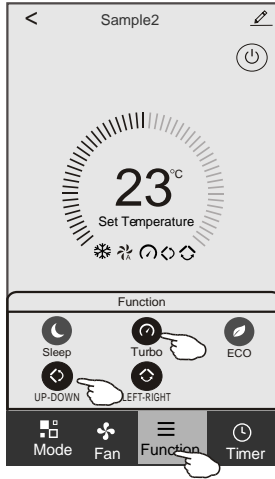 Sample2
23°C
Set Temperature
A
Function
Sleep Turbo ECO
UP-DOWN LEFT-RIGHT
Mode Fan Function Timer